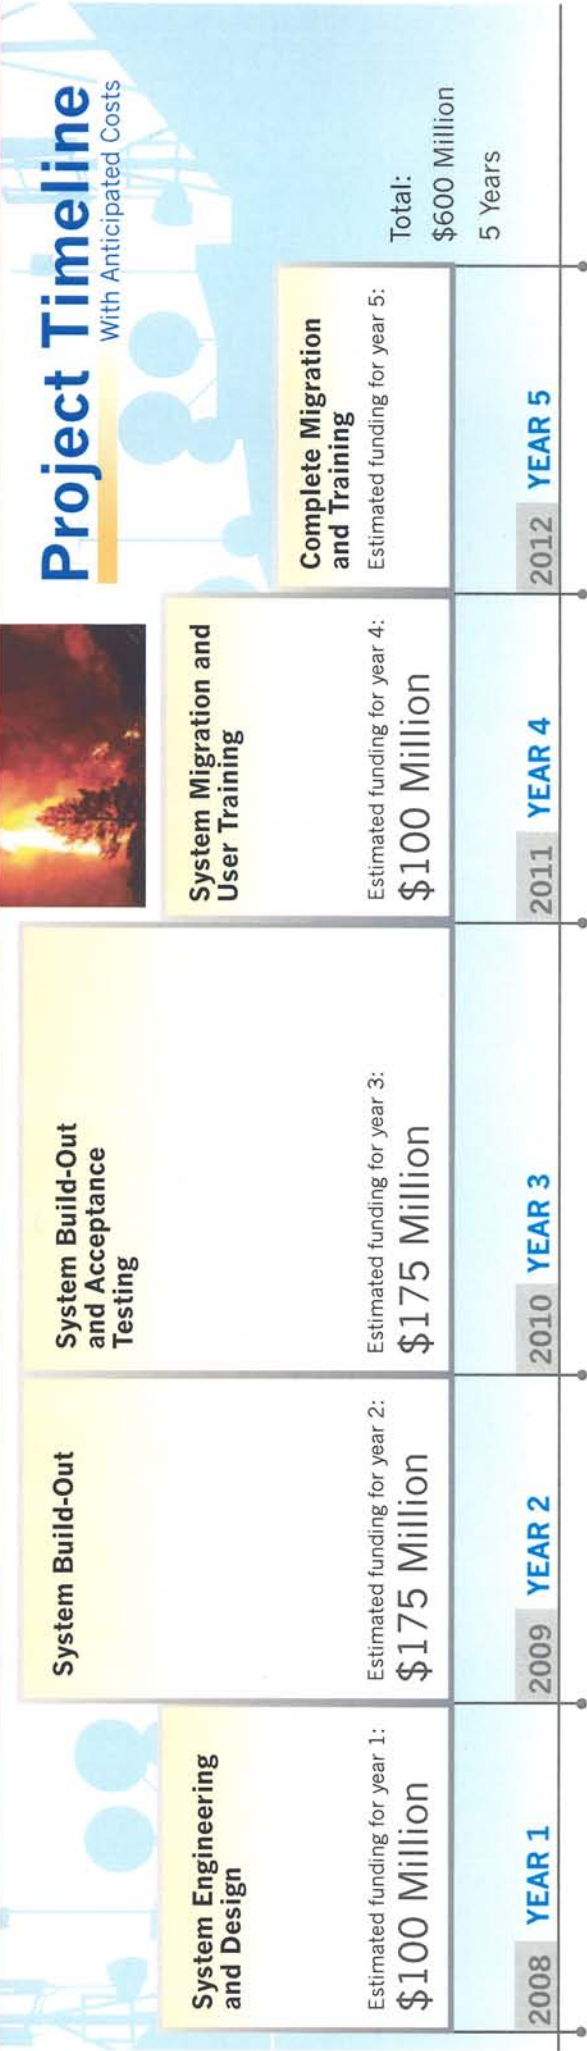 Project Timeline
With Anticipated Costs
System Engineering
and Design
Estimated funding for year 1:
$100 Million
2008 YEAR 1
System Build-Out
Estimated funding for year 2:
$175 Million
2009 YEAR 2
System Build-Out
and Acceptance
Testing
Estimated funding for year 3:
$175 Million
2010 YEAR 3
System Migration and
User Training
Estimated funding for year 4:
$100 Million
2011 YEAR 4
Complete Migration
and Training
Estimated funding for year 5:
2012 YEAR 5
Total:
$600 Million
5 Years